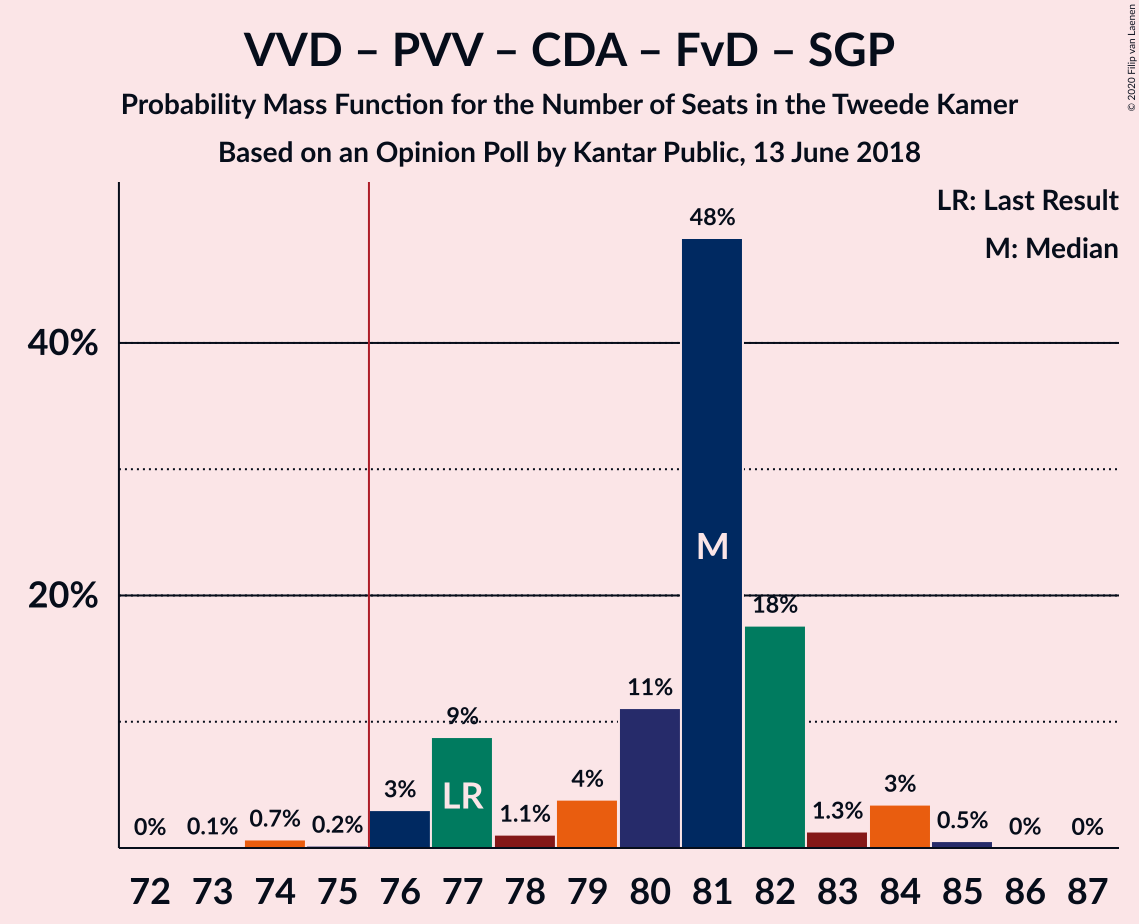 VVD – PVV – CDA – FvD – SGP
Probability Mass Function for the Number of Seats in the Tweede Kamer
Based on an Opinion Poll by Kantar Public, 13 June 2018
© 2020 Filip van Laenen
LR: Last Result
M: Median
48%
40%
M
20%
18%
11%
9%
LR
4%
3%
3%
1.1%
1.3%
0%
0.1%
0.7%
0.2%
0.5%
0%
0%
72 73 74 75 76 77 78 79 80 81 82 83 84 85 86 87